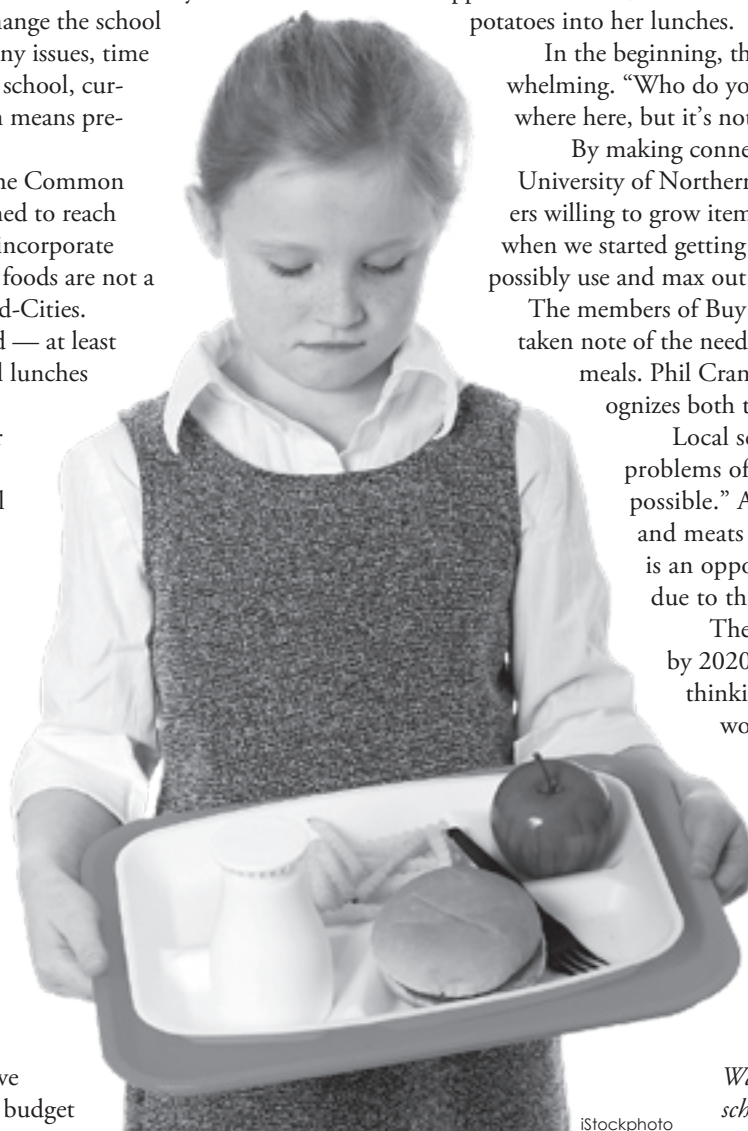 hange the school
ny issues, time
school, cur-
means pre-
he Common
ned to reach
incorporate
foods are not a
d-Cities.
d — at least
lunches
r
l
ve
budget
potatoes into her lunches.
In the beginning, th
whelming. “Who do yo
where here, but it’s not
By making conne
University of Northern
ers willing to grow item
when we started getting
possibly use and max out
The members of Buy
taken note of the need
meals. Phil Cran
ognizes both t
Local s
problems of
possible.” A
and meats
is an oppo
due to th
The
by 2020
thinki
wo
W
sch
iStockphoto